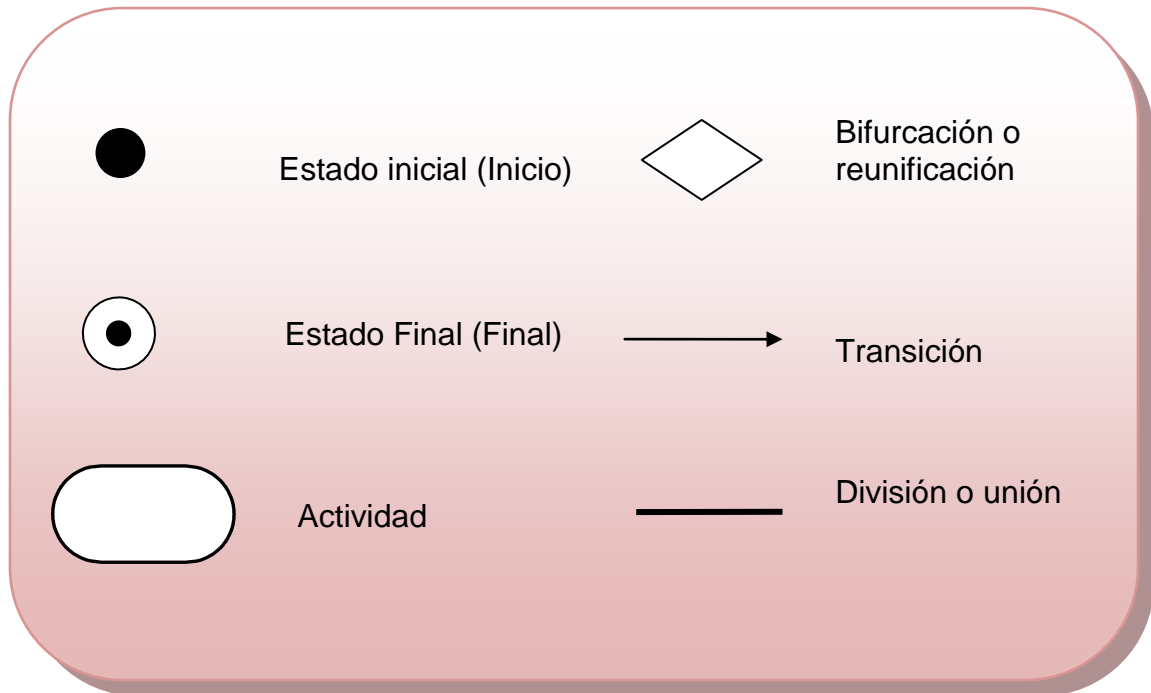 Estado inicial (Inicio)
Bifurcación o
reunificación
Estado Final (Final)
Transición
Actividad
División o unión